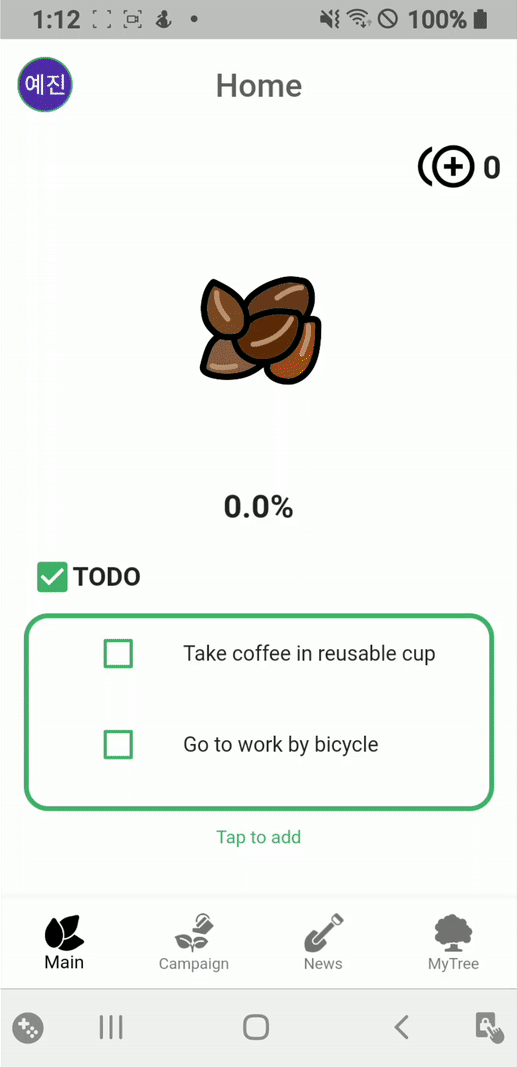 1:12 100%
예진 Home
0
0.0%
TODO
Take coffee in reusable cup
Go to work by bicycle
Tap to add
Main Campaign News MyTree